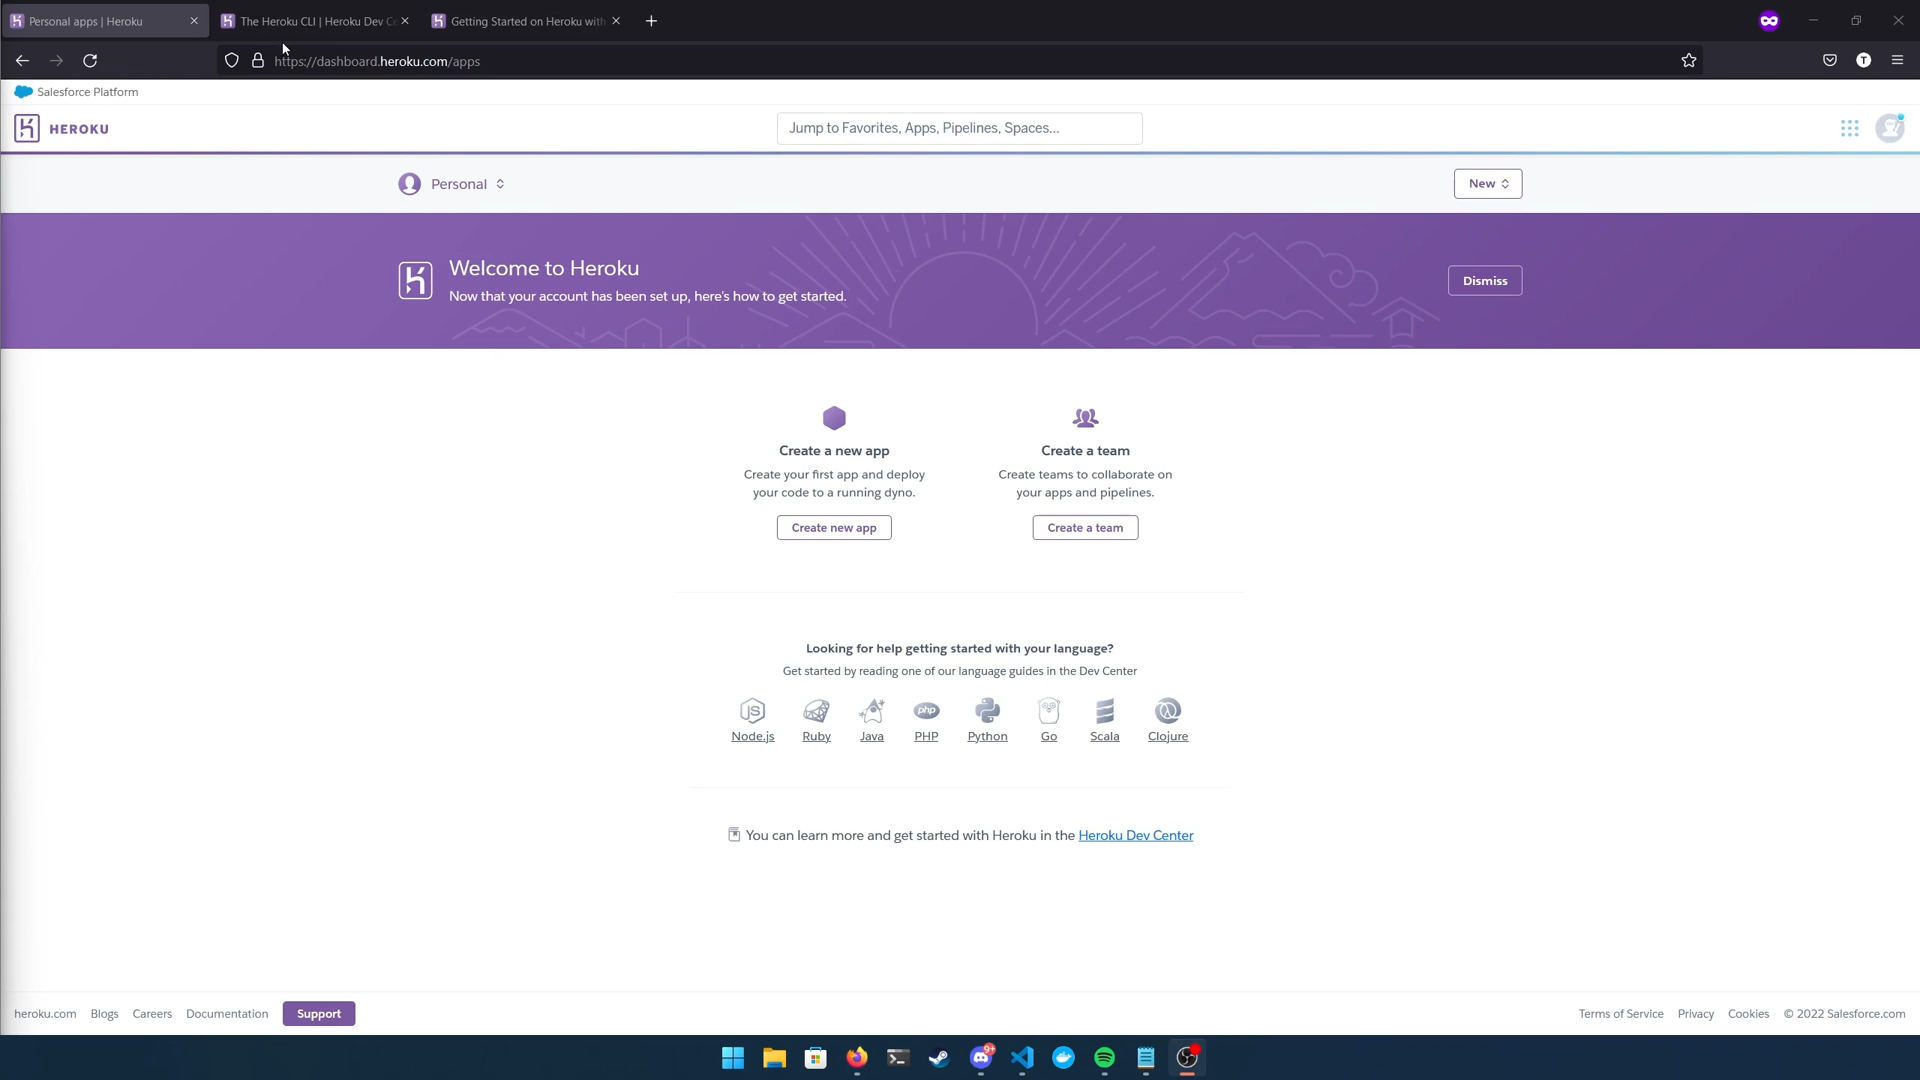 Personal apps | Heroku
The Heroku CLI | Heroku Dev Ce
Getting Started on Heroku with
https://dashboard.heroku.com/apps
T
Salesforce Platform
HEROKU
Jump to Favorites, Apps, Pipelines, Spaces...
Personal
New
Welcome to Heroku
Now that your account has been set up, here's how to get started.
Dismiss
Create a new app
Create your first app and deploy
your code to a running dyno.
Create new app
Create a team
Create teams to collaborate on
your apps and pipelines.
Create a team
Looking for help getting started with your language?
Get started by reading one of our language guides in the Dev Center
JS
php
Node.js
Ruby
Java
PHP
Python
Go
Scala
Clojure
You can learn more and get started with Heroku in the Heroku Dev Center
heroku.com
Blogs
Careers
Documentation
Support
Terms of Service
Privacy
Cookies
© 2022 Salesforce.com
9+